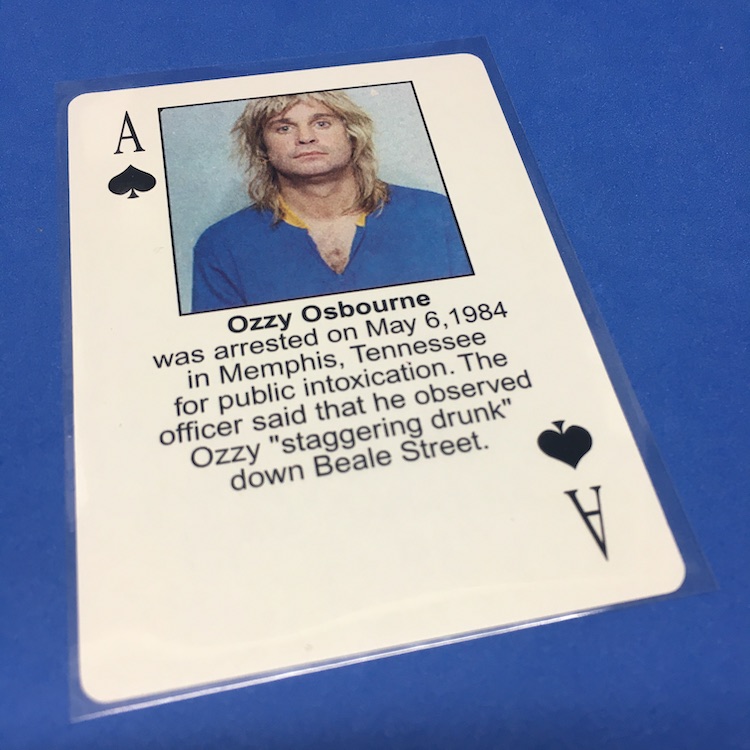 A
Ozzy Osbourne
was arrested on May 6,1984
in Memphis, Tennessee
for public intoxication. The
officer said that he observed
Ozzy "staggering drunk"
down Beale Street.
A